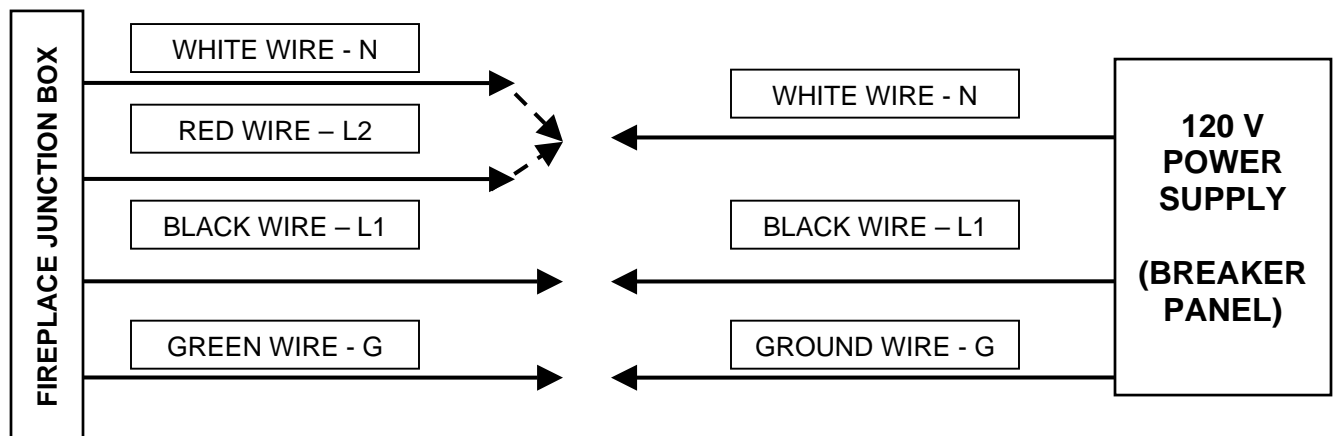 FIREPLACE JUNCTION BOX
WHITE WIRE - N
RED WIRE – L2
BLACK WIRE – L1
GREEN WIRE - G
WHITE WIRE - N
BLACK WIRE – L1
GROUND WIRE - G
120 V
POWER
SUPPLY
(BREAKER
PANEL)